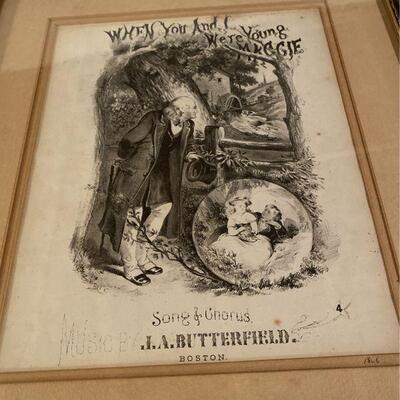 WHEN You And I
Were Young
MAGGIE
Song & Chorus.
4
MUSIC BY J.A. BUTTERFIELD.
BOSTON.